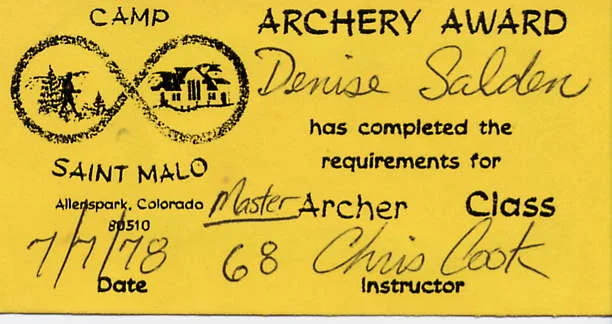 CAMP
SAINT MALO
Allenspark, Colorado
80510
ARCHERY AWARD
Denise Salden
has completed the
requirements for
Master Archer Class
7/7/78 68 Chris Cook
Date Instructor